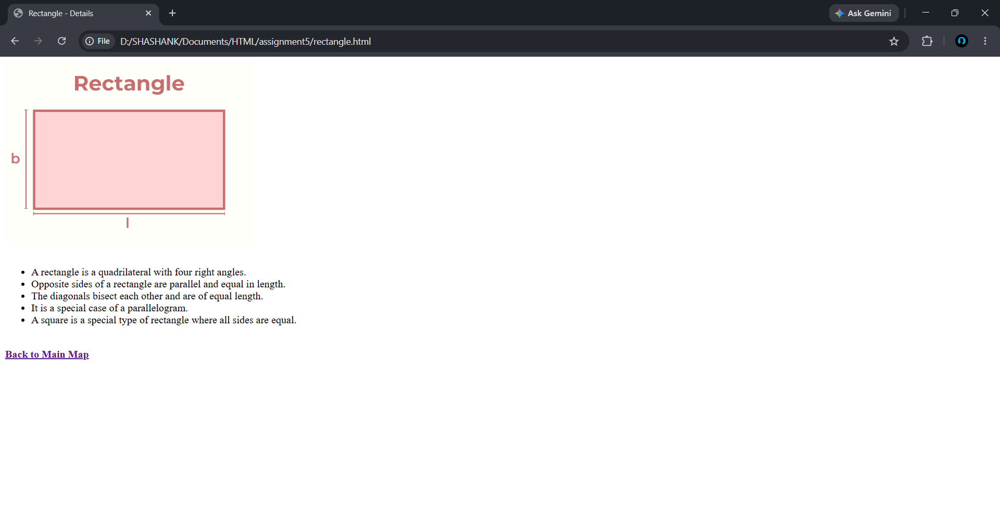 Rectangle - Details
Ask Gemini
File
D:/SHASHANK/Documents/HTML/assignment5/rectangle.html
Rectangle
b
l
A rectangle is a quadrilateral with four right angles.
Opposite sides of a rectangle are parallel and equal in length.
The diagonals bisect each other and are of equal length.
It is a special case of a parallelogram.
A square is a special type of rectangle where all sides are equal.
Back to Main Map